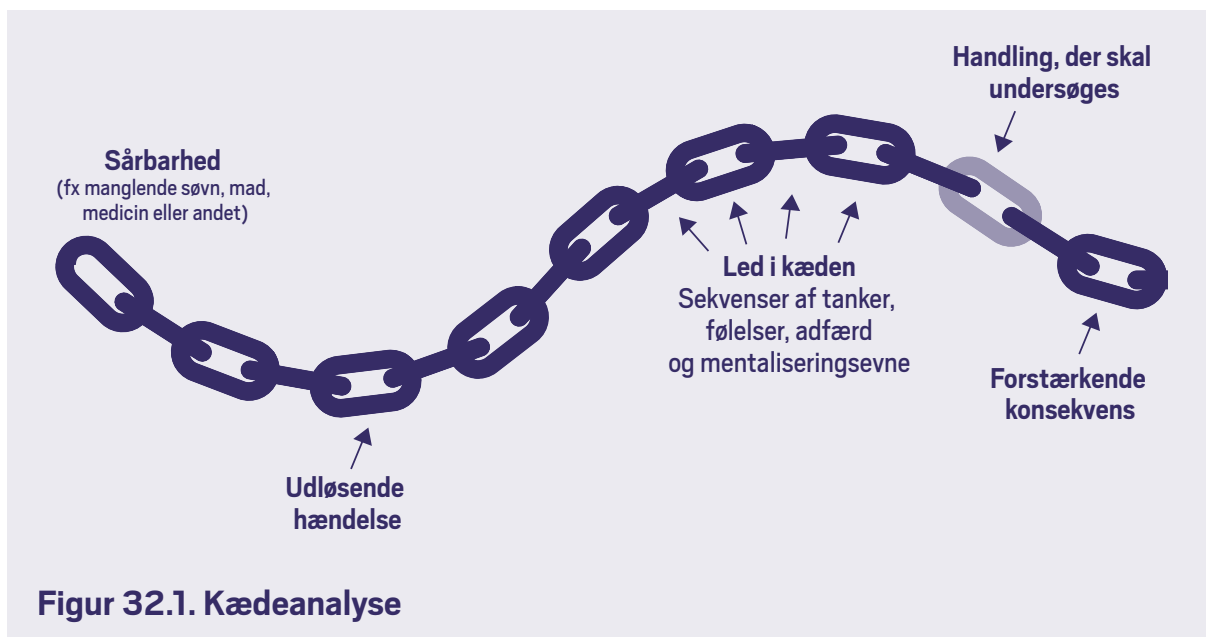 Handling, der skal
undersøges
Sårbarhed
(fx manglende søvn, mad,
medicin eller andet)
Led i kæden
Sekvenser af tanker,
følelser, adfærd
og mentaliseringsevne
Forstærkende
konsekvens
Udløsende
hændelse
Figur 32.1. Kædeanalyse